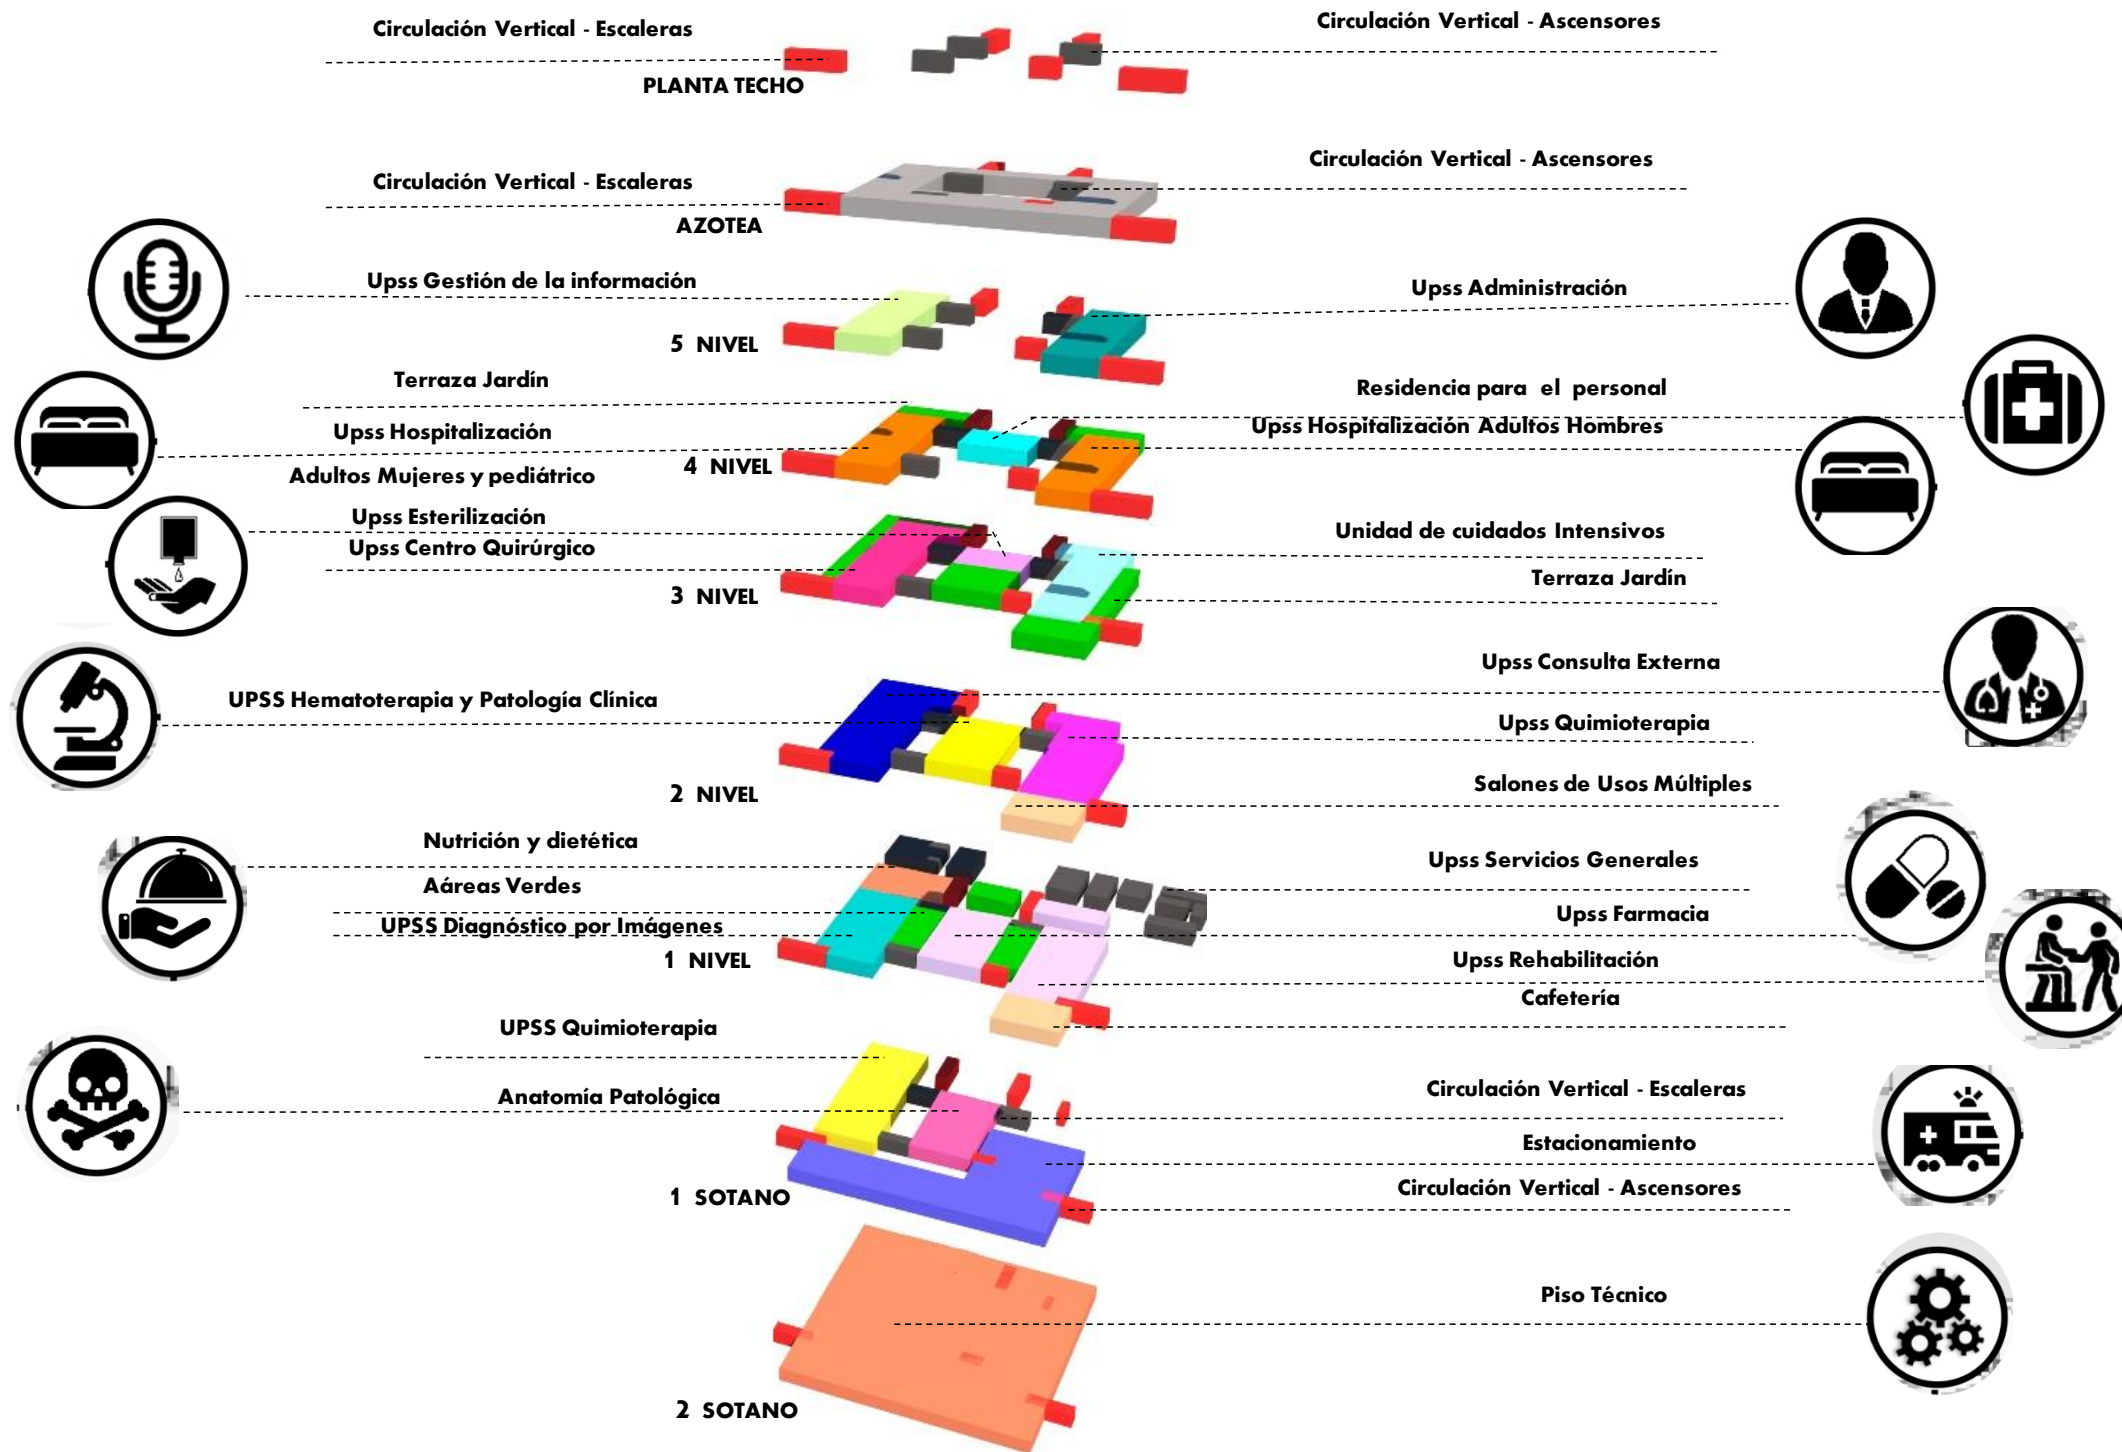 Circulación Vertical - Escaleras
Circulación Vertical - Ascensores
PLANTA TECHO
Circulación Vertical - Ascensores
Circulación Vertical - Escaleras
AZOTEA
Upss Gestión de la información
Upss Administración
5 NIVEL
Terraza Jardín
Residencia para el personal
Upss Hospitalización
Upss Hospitalización Adultos Hombres
4 NIVEL
Adultos Mujeres y pediátrico
Upss Esterilización
Unidad de cuidados Intensivos
Upss Centro Quirúrgico
Terraza Jardín
3 NIVEL
Upss Consulta Externa
UPSS Hematoterapia y Patología Clínica
Upss Quimioterapia
Salones de Usos Múltiples
2 NIVEL
Nutrición y dietética
Upss Servicios Generales
Aáreas Verdes
Upss Farmacia
UPSS Diagnóstico por Imágenes
1 NIVEL
Upss Rehabilitación
Cafetería
UPSS Quimioterapia
Circulación Vertical - Escaleras
Anatomía Patológica
Estacionamiento
1 SOTANO
Circulación Vertical - Ascensores
Piso Técnico
2 SOTANO